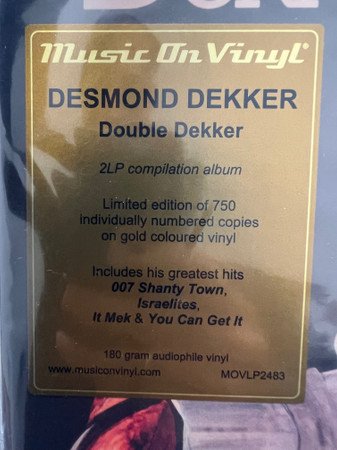 Music On Vinyl®
DESMOND DEKKER
Double Dekker
2LP compilation album
Limited edition of 750
individually numbered copies
on gold coloured vinyl
Includes his greatest hits
007 Shanty Town,
Israelites,
It Mek & You Can Get It
180 gram audiophile vinyl
www.musiconvinyl.com MOVLP2483